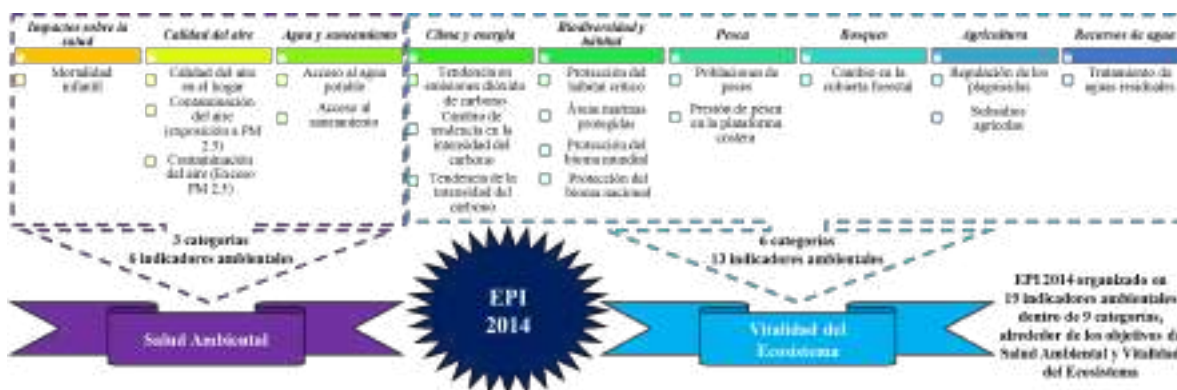 Impactos sobre la
salud
Mortalidad
infantil
Calidad del aire
Calidad del aire
en el hogar
Contaminación
del aire
(exposición a PM
2.5)
Contaminación
del aire (Exceso
PM 2.5)
Agua y saneamiento
Acceso al agua
potable
Acceso al
saneamiento
Clima y energía
Tendencia en
emisiones dióxido
de carbono
Cambio de
tendencia en la
intensidad del
carbono
Tendencia de la
intensidad del
carbono
Biodiversidad y
hábitat
Protección del
hábitat crítico
Áreas marinas
protegidas
Protección del
bioma mundial
Protección del
bioma nacional
Pesca
Poblaciones de
peces
Presión de pesca
en la plataforma
costera
Bosques
Cambio en la
cubierta forestal
Agricultura
Regulación de los
plaguicidas
Subsidios
agrícolas
Recursos de agua
Tratamiento de
aguas residuales
3 categorías
6 indicadores ambientales
6 categorías
13 indicadores ambientales
Salud Ambiental
EPI
2014
Vitalidad del
Ecosistema
EPI 2014 organizado en
19 indicadores ambientales
dentro de 9 categorías,
alrededor de los objetivos d
Salud Ambiental y Vitalidad
del Ecosistema